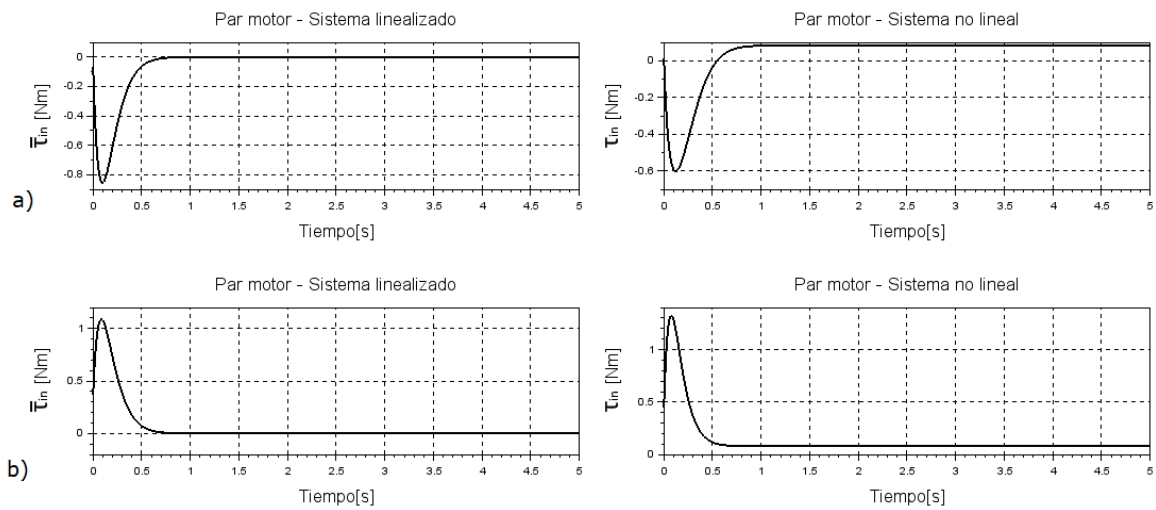 Par motor - Sistema linealizado
0
-0.2
-0.4
-0.6
-0.8
τ̄in [Nm]
0 0.5 1 1.5 2 2.5 3 3.5 4 4.5 5
Tiempo[s]
a)
Par motor - Sistema no lineal
0
-0.2
-0.4
-0.6
τin [Nm]
0 0.5 1 1.5 2 2.5 3 3.5 4 4.5 5
Tiempo[s]
Par motor - Sistema linealizado
1
0.5
0
τ̄in [Nm]
0 0.5 1 1.5 2 2.5 3 3.5 4 4.5 5
Tiempo[s]
b)
Par motor - Sistema no lineal
1
0.5
0
τin [Nm]
0 0.5 1 1.5 2 2.5 3 3.5 4 4.5 5
Tiempo[s]